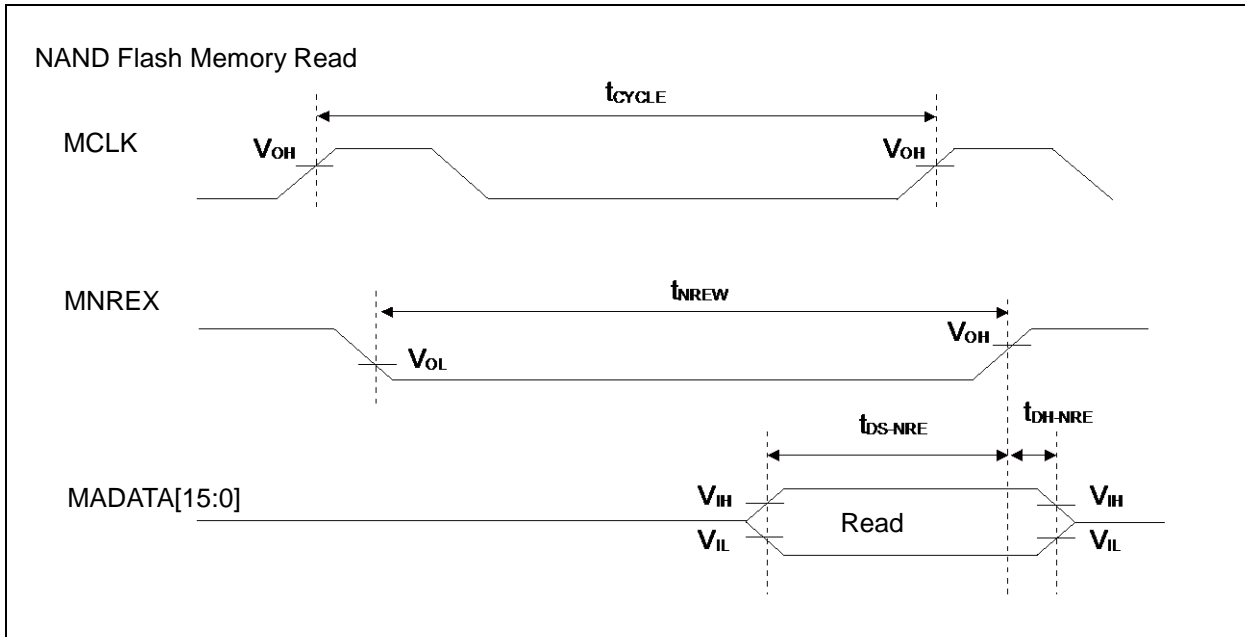 NAND Flash Memory Read
tCYCLE
MCLK
VOH
VOH
tNREW
MNREX
VOH
VOL
tDS-NRE
tDH-NRE
MADATA[15:0]
VIH
VIH
Read
VIL
VIL